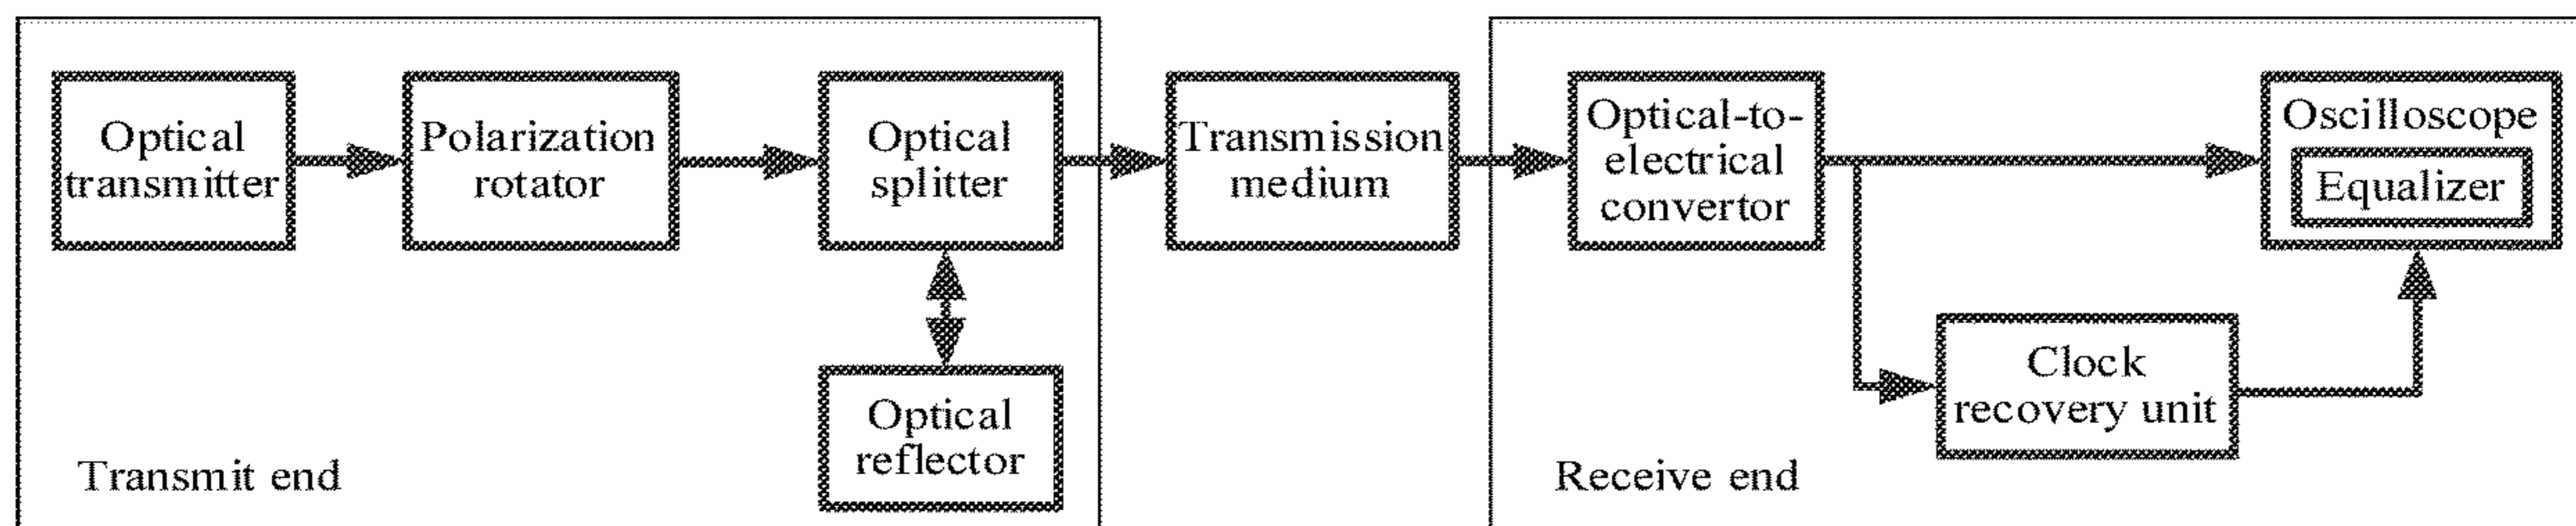 Optical
transmitter
Polarization
rotator
Optical
splitter
Optical
reflector
Transmit end
Transmission
medium
Optical-to-
electrical
convertor
Oscilloscope
Equalizer
Clock
recovery unit
Receive end